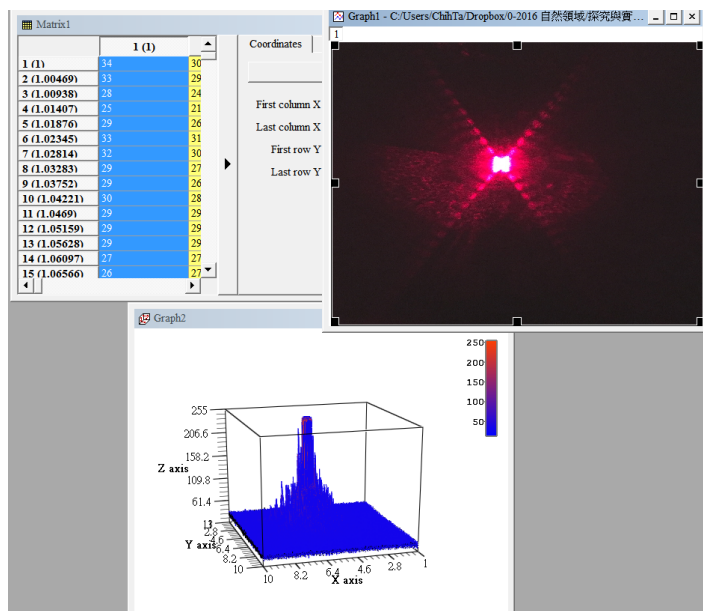 Matrix1
1 (1)
1 (1) 34 30
2 (1.00469) 33 29
3 (1.00938) 28 24
4 (1.01407) 25 21
5 (1.01876) 29 26
6 (1.02345) 33 31
7 (1.02814) 32 30
8 (1.03283) 29 27
9 (1.03752) 29 26
10 (1.04221) 30 28
11 (1.0469) 29 29
12 (1.05159) 29 29
13 (1.05628) 29 29
14 (1.06097) 27 27
15 (1.06566) 26 27
Coordinates
First column X
Last column X
First row Y
Last row Y
Graph1 - C:/Users/ChihTa/Dropbox/0-2016 自然領域/探究與實...
1
Graph2
250
200
150
100
50
255
206.6
158.2
Z axis
109.8
61.4
13
1
2.8
4.6
Y axis
6.4
8.2
10
10
8.2
6.4
X axis
4.6
2.8
1